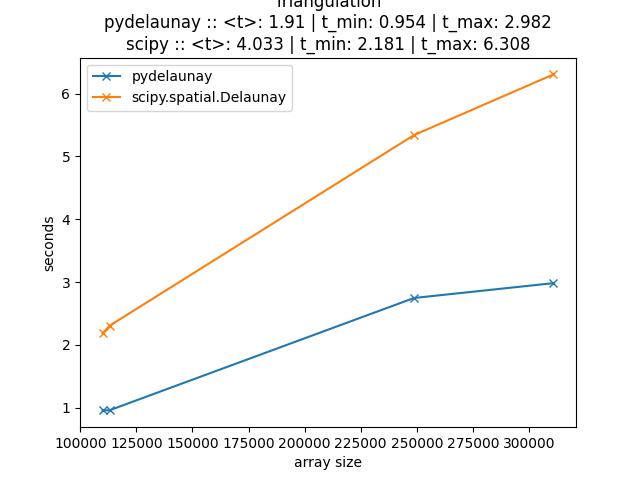 Triangulation
pydelaunay :: <t>: 1.91 | t_min: 0.954 | t_max: 2.982
scipy :: <t>: 4.033 | t_min: 2.181 | t_max: 6.308
pydelaunay
scipy.spatial.Delaunay
6
5
4
3
2
1
seconds
100000 125000 150000 175000 200000 225000 250000 275000 300000
array size